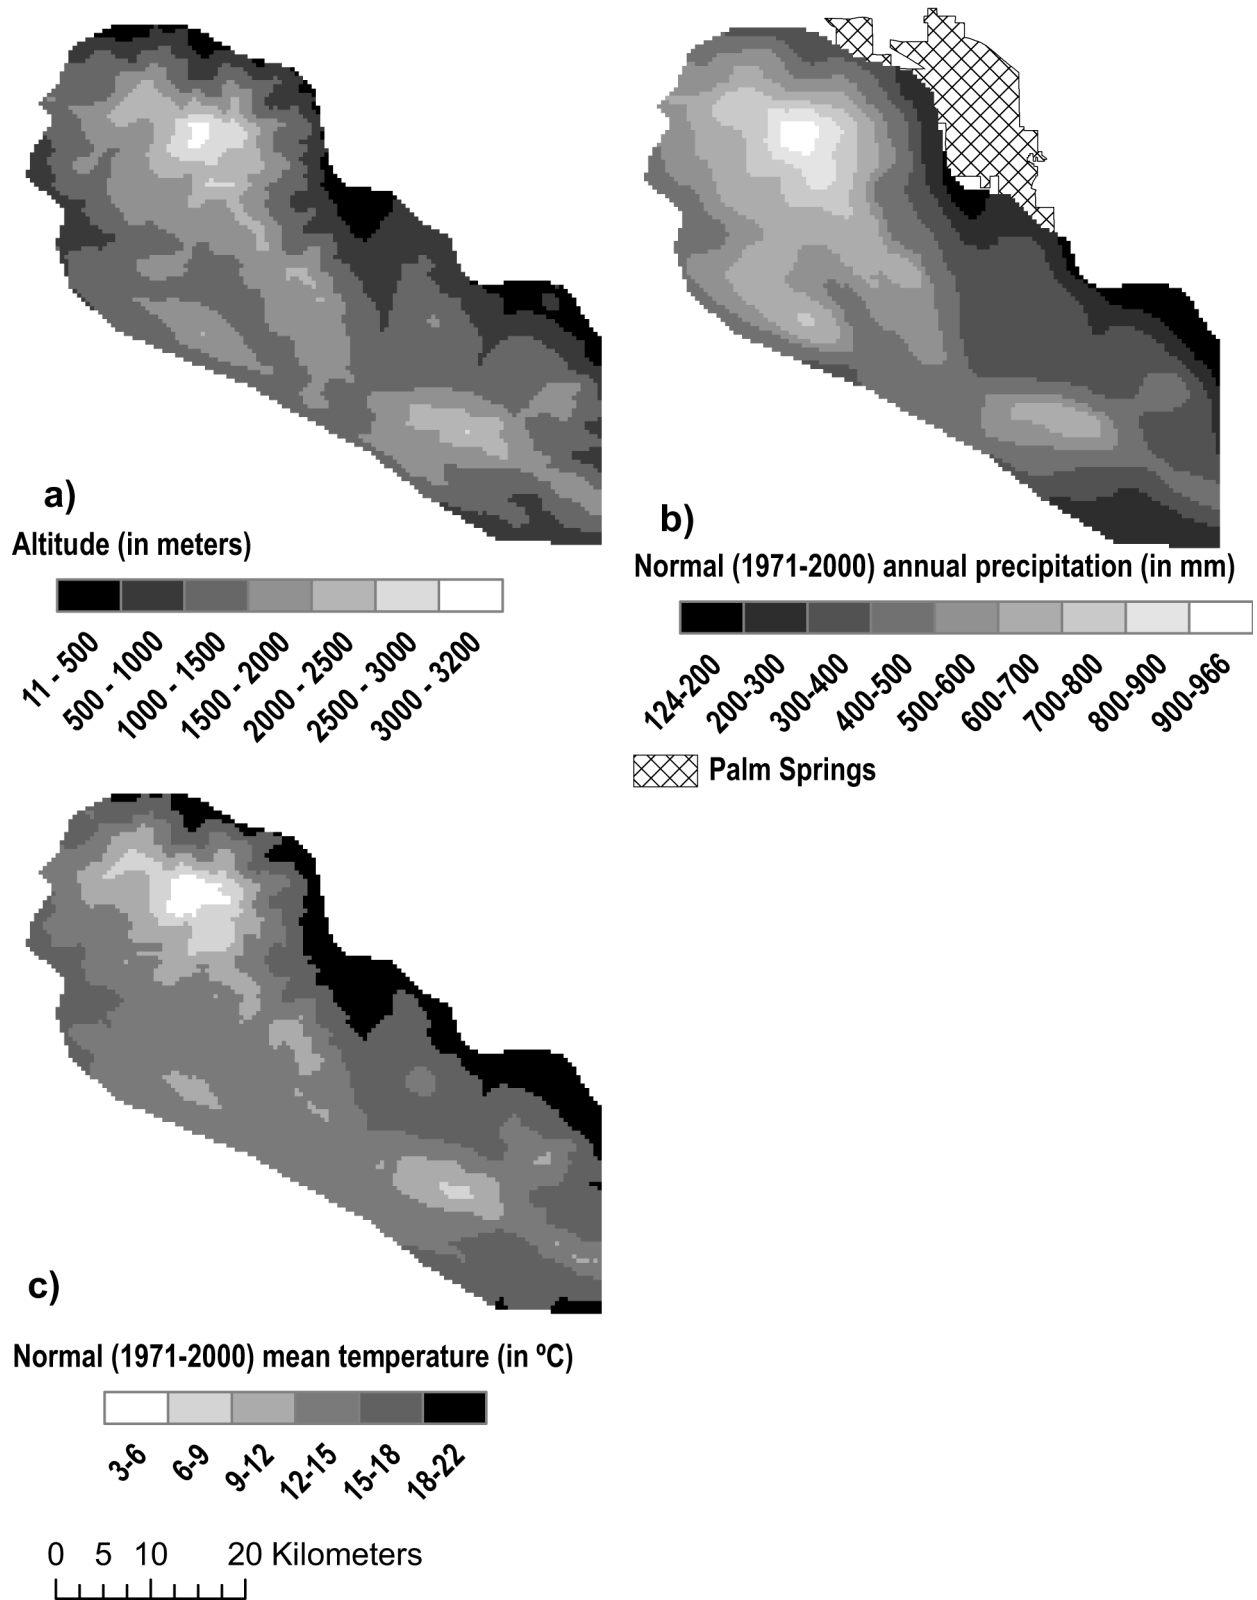 a)
Altitude (in meters)
11 - 500
500 - 1000
1000 - 1500
1500 - 2000
2000 - 2500
2500 - 3000
3000 - 3200
b)
Normal (1971-2000) annual precipitation (in mm)
124-200
200-300
300-400
400-500
500-600
600-700
700-800
800-900
900-966
Palm Springs
c)
Normal (1971-2000) mean temperature (in ºC)
3-6
6-9
9-12
12-15
15-18
18-22
0 5 10 20 Kilometers